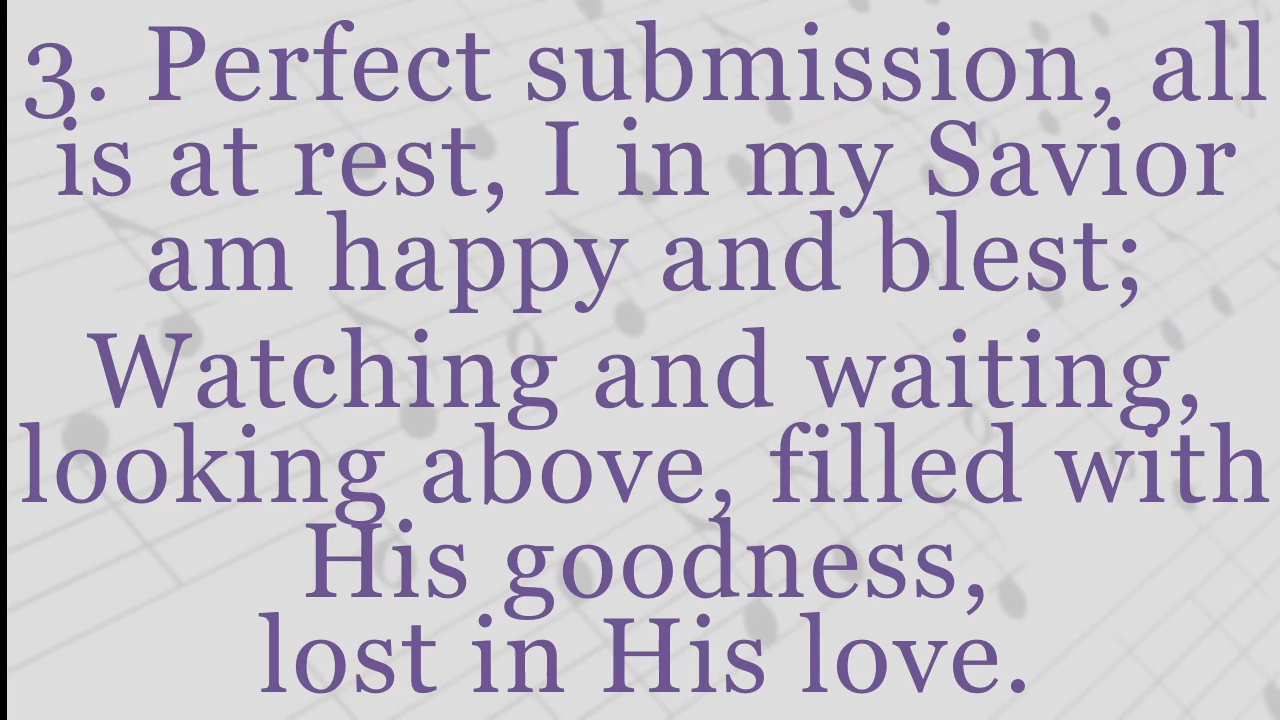 3. Perfect submission, all
is at rest, I in my Savior
am happy and blest;
Watching and waiting,
looking above, filled with
His goodness,
lost in His love.